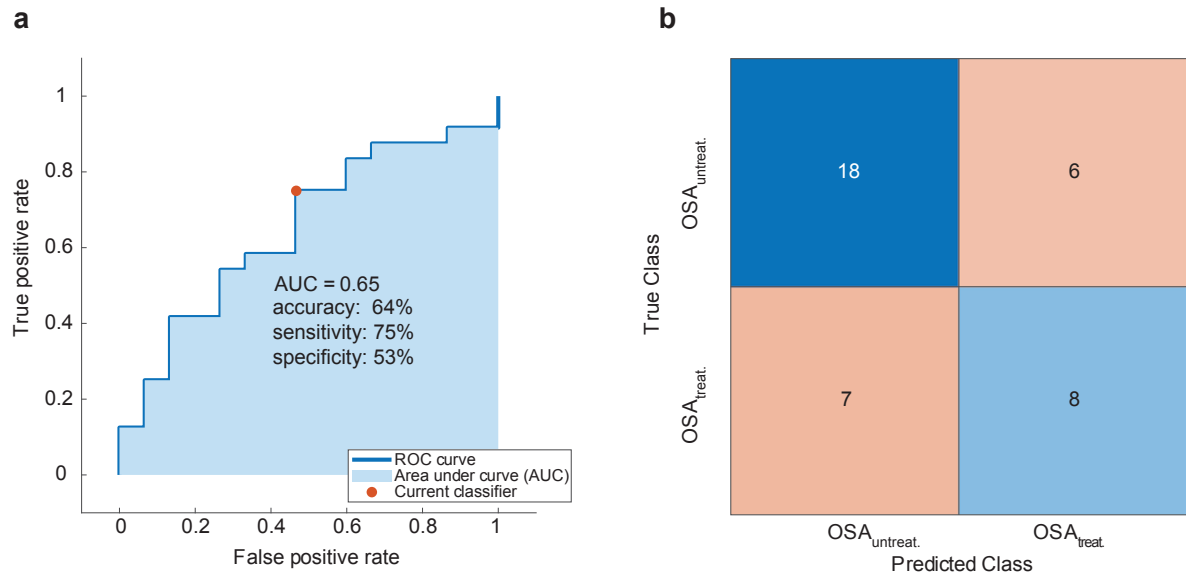 a
True positive rate
1
0.8
0.6
0.4
0.2
0
AUC = 0.65
accuracy: 64%
sensitivity: 75%
specificity: 53%
ROC curve
Area under curve (AUC)
Current classifier
0 0.2 0.4 0.6 0.8 1
False positive rate
b
True Class
OSAuntreat.
18 6
OSAtreat.
7 8
OSAuntreat. OSAtreat.
Predicted Class